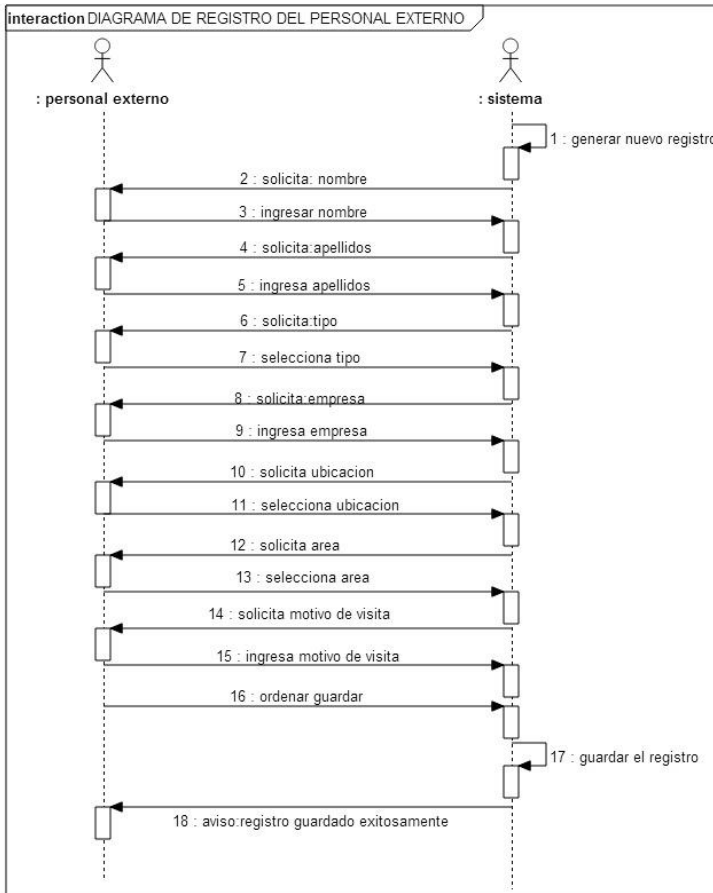 interaction DIAGRAMA DE REGISTRO DEL PERSONAL EXTERNO
: personal externo
: sistema
1 : generar nuevo registro
2 : solicita: nombre
3 : ingresar nombre
4 : solicita:apellidos
5 : ingresa apellidos
6 : solicita:tipo
7 : selecciona tipo
8 : solicita:empresa
9 : ingresa empresa
10 : solicita ubicacion
11 : selecciona ubicacion
12 : solicita area
13 : selecciona area
14 : solicita motivo de visita
15 : ingresa motivo de visita
16 : ordenar guardar
17 : guardar el registro
18 : aviso:registro guardado exitosamente